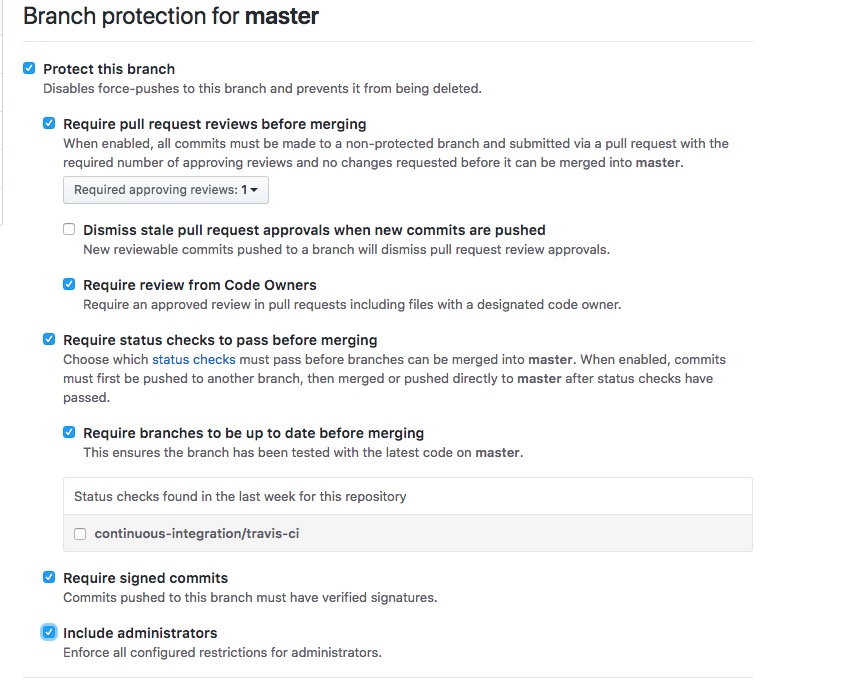 Branch protection for master
Protect this branch
Disables force-pushes to this branch and prevents it from being deleted.
Require pull request reviews before merging
When enabled, all commits must be made to a non-protected branch and submitted via a pull request with the
required number of approving reviews and no changes requested before it can be merged into master.
Required approving reviews: 1
Dismiss stale pull request approvals when new commits are pushed
New reviewable commits pushed to a branch will dismiss pull request review approvals.
Require review from Code Owners
Require an approved review in pull requests including files with a designated code owner.
Require status checks to pass before merging
Choose which status checks must pass before branches can be merged into master. When enabled, commits
must first be pushed to another branch, then merged or pushed directly to master after status checks have
passed.
Require branches to be up to date before merging
This ensures the branch has been tested with the latest code on master.
Status checks found in the last week for this repository
continuous-integration/travis-ci
Require signed commits
Commits pushed to this branch must have verified signatures.
Include administrators
Enforce all configured restrictions for administrators.